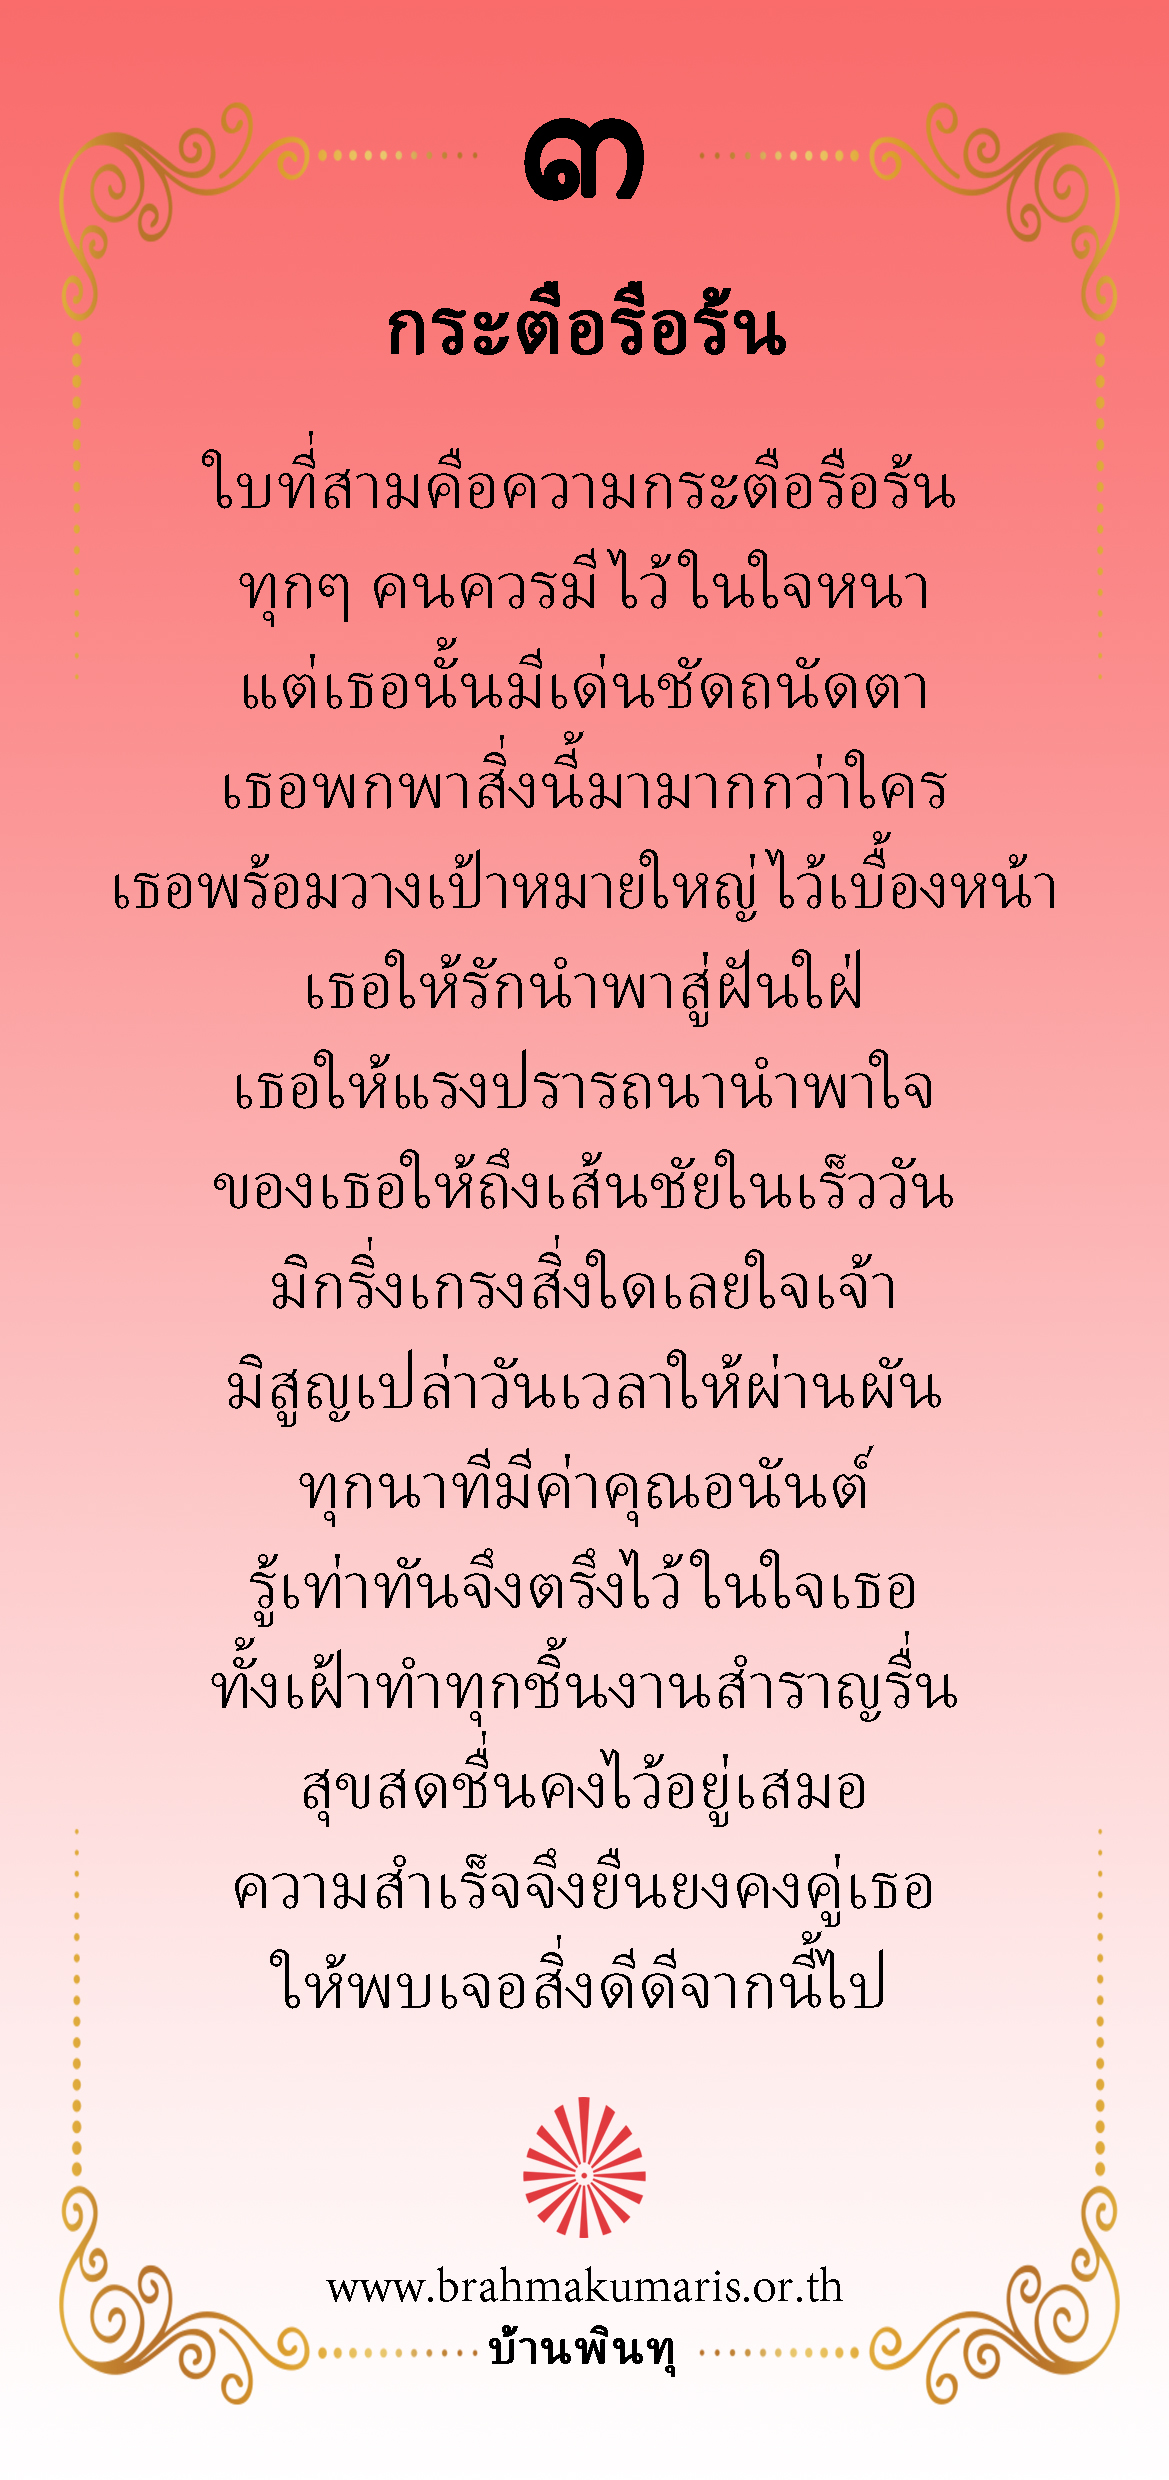 ๓
กระตือรือร้น
ใบที่สามคือความกระตือรือร้น
ทุกๆ คนควรมีไว้ในใจหนา
แต่เธอนั้นมีเด่นชัดถนัดตา
เธอพกพาสิ่งนี้มามากกว่าใคร
เธอพร้อมวางเป้าหมายใหญ่ไว้เบื้องหน้า
เธอให้รักนำพาสู่ฝันใฝ่
เธอให้แรงปรารถนานำพาใจ
ของเธอให้ถึงเส้นชัยในเร็ววัน
มิกริ่งเกรงสิ่งใดเลยใจเจ้า
มิสูญเปล่าวันเวลาให้ผ่านผัน
ทุกนาทีมีค่าคุณอนันต์
รู้เท่าทันจึงตรึงไว้ในใจเธอ
ทั้งเฝ้าทำทุกชิ้นงานสำราญรื่น
สุขสดชื่นคงไว้อยู่เสมอ
ความสำเร็จจึงยืนยงคงคู่เธอ
ให้พบเจอสิ่งดีดีจากนี้ไป
www.brahmakumaris.or.th
บ้านพินทุ